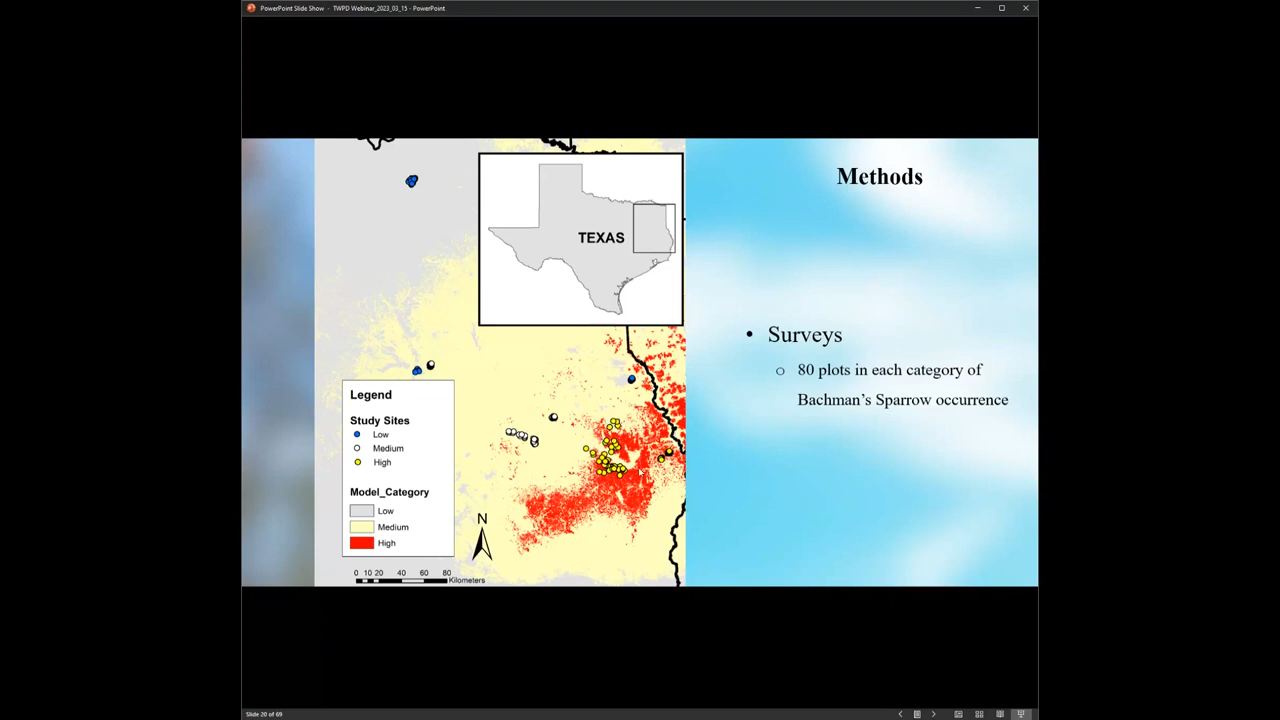 PowerPoint Slide Show - TWPD Webinar_2023_03_15 - PowerPoint
TEXAS
Legend
Study Sites
Low
Medium
High
Model_Category
Low
Medium
High
N
0 10 20 40 60 80
Kilometers
Methods
• Surveys
○ 80 plots in each category of
Bachman’s Sparrow occurrence
Slide 20 of 69